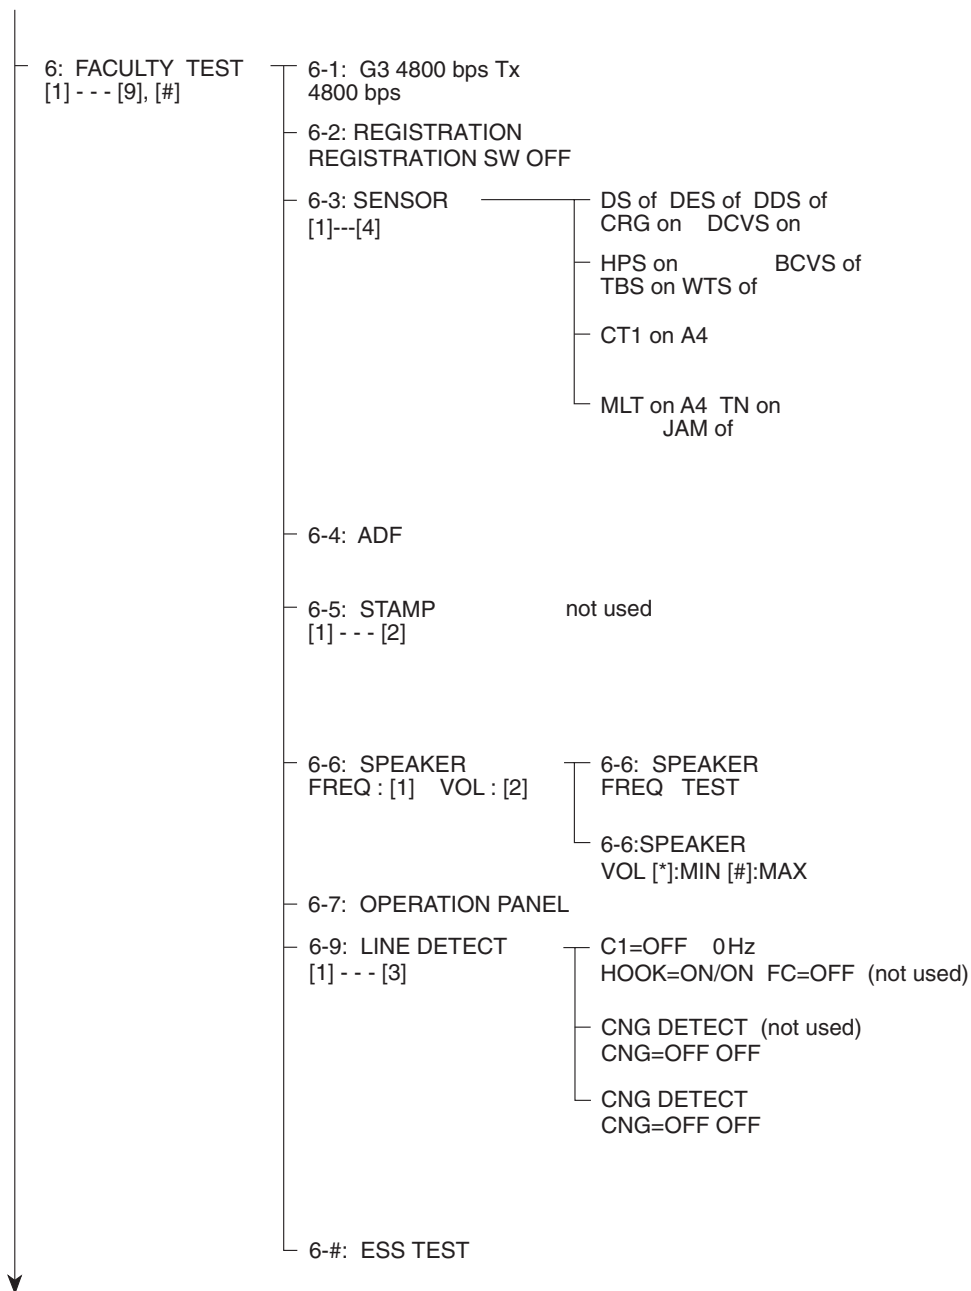 6: FACULTY TEST
[1] - - - [9], [#]
6-1: G3 4800 bps Tx
4800 bps
6-2: REGISTRATION
REGISTRATION SW OFF
6-3: SENSOR
[1]---[4]
DS of DES of DDS of
CRG on DCVS on
HPS on BCVS of
TBS on WTS of
CT1 on A4
MLT on A4 TN on
JAM of
6-4: ADF
6-5: STAMP not used
[1] - - - [2]
6-6: SPEAKER
FREQ : [1] VOL : [2]
6-6: SPEAKER
FREQ TEST
6-6:SPEAKER
VOL [*]:MIN [#]:MAX
6-7: OPERATION PANEL
6-9: LINE DETECT
[1] - - - [3]
C1=OFF 0Hz
HOOK=ON/ON FC=OFF (not used)
CNG DETECT (not used)
CNG=OFF OFF
CNG DETECT
CNG=OFF OFF
6-#: ESS TEST